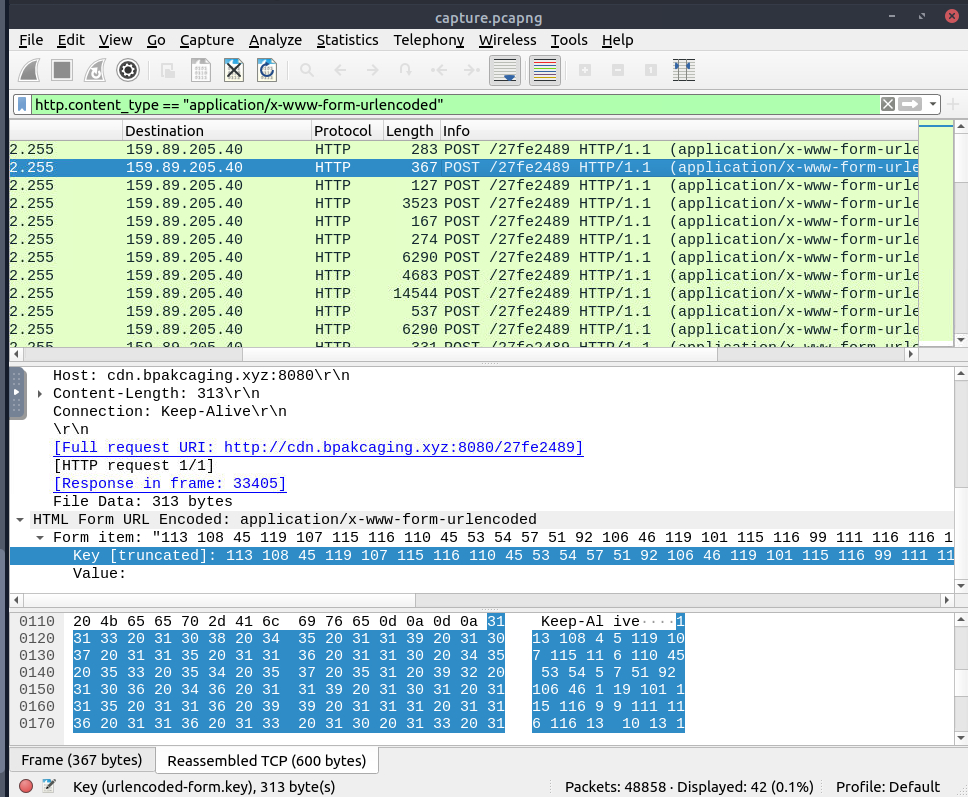 capture.pcapng
File Edit View Go Capture Analyze Statistics Telephony Wireless Tools Help
http.content_type == "application/x-www-form-urlencoded"
Destination Protocol Length Info
2.255 159.89.205.40 HTTP 283 POST /27fe2489 HTTP/1.1 (application/x-www-form-urle
2.255 159.89.205.40 HTTP 367 POST /27fe2489 HTTP/1.1 (application/x-www-form-urle
2.255 159.89.205.40 HTTP 127 POST /27fe2489 HTTP/1.1 (application/x-www-form-urle
2.255 159.89.205.40 HTTP 3523 POST /27fe2489 HTTP/1.1 (application/x-www-form-urle
2.255 159.89.205.40 HTTP 167 POST /27fe2489 HTTP/1.1 (application/x-www-form-urle
2.255 159.89.205.40 HTTP 274 POST /27fe2489 HTTP/1.1 (application/x-www-form-urle
2.255 159.89.205.40 HTTP 6290 POST /27fe2489 HTTP/1.1 (application/x-www-form-urle
2.255 159.89.205.40 HTTP 4683 POST /27fe2489 HTTP/1.1 (application/x-www-form-urle
2.255 159.89.205.40 HTTP 14544 POST /27fe2489 HTTP/1.1 (application/x-www-form-urle
2.255 159.89.205.40 HTTP 537 POST /27fe2489 HTTP/1.1 (application/x-www-form-urle
2.255 159.89.205.40 HTTP 6290 POST /27fe2489 HTTP/1.1 (application/x-www-form-urle
2.255 159.89.205.40 HTTP 331 POST /27fe2489 HTTP/1.1 (application/x-www-form-urle
Host: cdn.bpakcaging.xyz:8080\r\n
Content-Length: 313\r\n
Connection: Keep-Alive\r\n
\r\n
[Full request URI: http://cdn.bpakcaging.xyz:8080/27fe2489]
[HTTP request 1/1]
[Response in frame: 33405]
File Data: 313 bytes
HTML Form URL Encoded: application/x-www-form-urlencoded
Form item: "113 108 45 119 107 115 116 110 45 53 54 57 51 92 106 46 119 101 115 116 99 111 116 116 1
Key [truncated]: 113 108 45 119 107 115 116 110 45 53 54 57 51 92 106 46 119 101 115 116 99 111 11
Value:
0110 20 4b 65 65 70 2d 41 6c 69 76 65 0d 0a 0d 0a 31 Keep-Al ive····1
0120 31 33 20 31 30 38 20 34 35 20 31 31 39 20 31 30 13 108 4 5 119 10
0130 37 20 31 31 35 20 31 31 36 20 31 31 30 20 34 35 7 115 11 6 110 45
0140 20 35 33 20 35 34 20 35 37 20 35 31 20 39 32 20 53 54 5 7 51 92
0150 31 30 36 20 34 36 20 31 31 39 20 31 30 31 20 31 106 46 1 19 101 1
0160 31 35 20 31 31 36 20 39 39 20 31 31 31 20 31 31 15 116 9 9 111 11
0170 36 20 31 31 36 20 31 33 20 31 30 20 31 33 20 31 6 116 13 10 13 1
Frame (367 bytes) Reassembled TCP (600 bytes)
Key (urlencoded-form.key), 313 byte(s) Packets: 48858 · Displayed: 42 (0.1%) Profile: Default